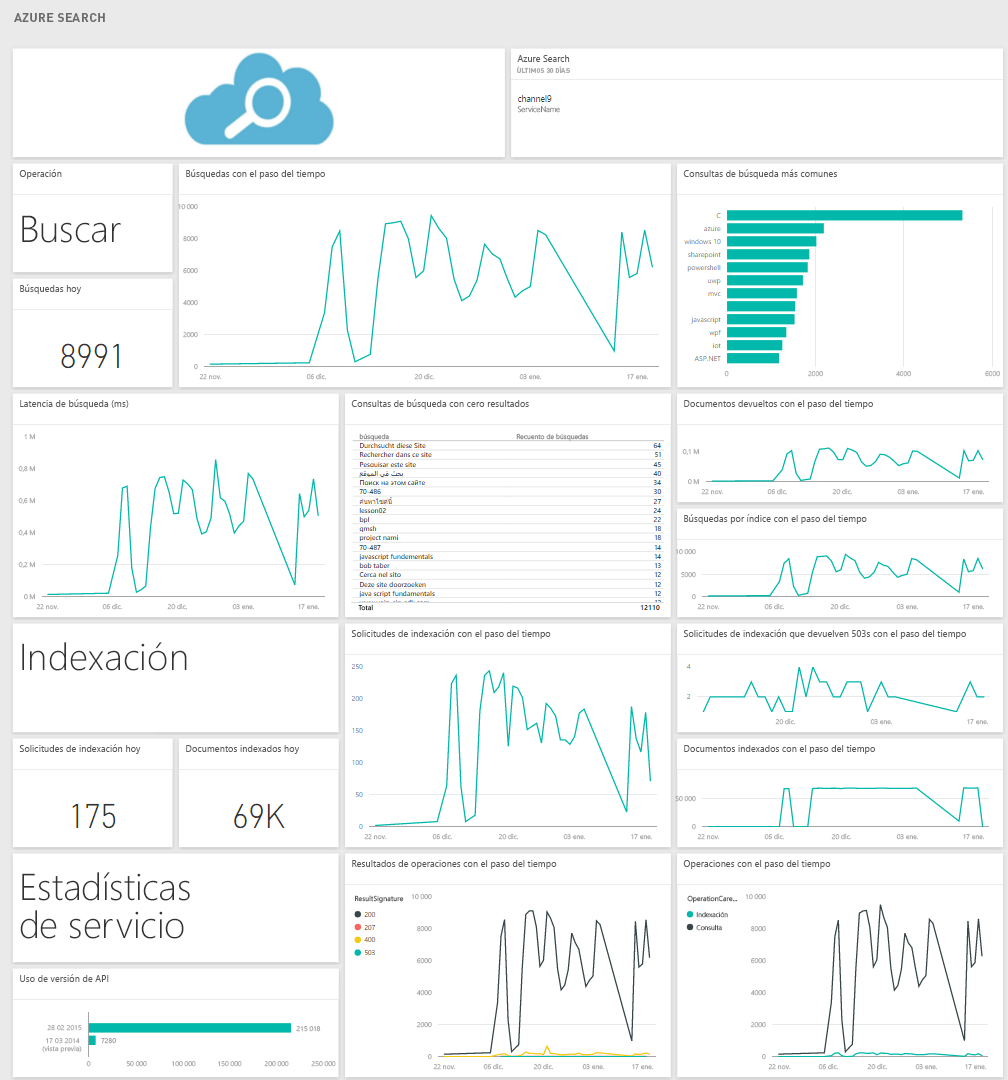 AZURE SEARCH
Azure Search
ÚLTIMOS 30 DÍAS
channel9
ServiceName
Operación
Buscar
Búsquedas hoy
8991
Búsquedas con el paso del tiempo
10 000
8000
6000
4000
2000
0
22 nov.
06 dic.
20 dic.
03 ene.
17 ene.
Consultas de búsqueda más comunes
C
azure
windows 10
sharepoint
powershell
uwp
mvc
javascript
wpf
iot
ASP.NET
0
2000
4000
6000
Latencia de búsqueda (ms)
1 M
0,8 M
0,6 M
0,4 M
0,2 M
0 M
22 nov.
06 dic.
20 dic.
03 ene.
17 ene.
Consultas de búsqueda con cero resultados
búsqueda Recuento de búsquedas
Durchsucht diese Site 64
Rechercher dans ce site 51
Pesquisar este site 45
بحث في الموقع 40
Поиск на этом сайте 34
70-486 30
ค้นหาไซต์นี้ 27
lesson02 24
bpl 22
qmsh 18
project nami 18
70-487 14
javascript fundementals 14
bob taber 13
Cerca nel sito 12
Deze site doorzoeken 12
java script fundamentals 12
Total 12110
Documentos devueltos con el paso del tiempo
0,1 M
0 M
22 nov.
06 dic.
20 dic.
03 ene.
17 ene.
Búsquedas por índice con el paso del tiempo
10 000
5000
0
22 nov.
06 dic.
20 dic.
03 ene.
17 ene.
Indexación
Solicitudes de indexación hoy
175
Documentos indexados hoy
69K
Solicitudes de indexación con el paso del tiempo
250
200
150
100
50
0
22 nov.
06 dic.
20 dic.
03 ene.
17 ene.
Solicitudes de indexación que devuelven 503s con el paso del tiempo
4
2
20 dic.
03 ene.
17 ene.
Documentos indexados con el paso del tiempo
50 000
0
22 nov.
06 dic.
20 dic.
03 ene.
17 ene.
Estadísticas
de servicio
Uso de versión de API
28 02 2015
215 018
17 03 2014
(vista previa)
7280
0
50 000
100 000
150 000
200 000
250 000
Resultados de operaciones con el paso del tiempo
ResultSignature
200
207
400
503
10 000
8000
6000
4000
2000
0
22 nov.
06 dic.
20 dic.
03 ene.
17 ene.
Operaciones con el paso del tiempo
OperationCare...
Indexación
Consulta
10 000
8000
6000
4000
2000
0
22 nov.
06 dic.
20 dic.
03 ene.
17 ene.